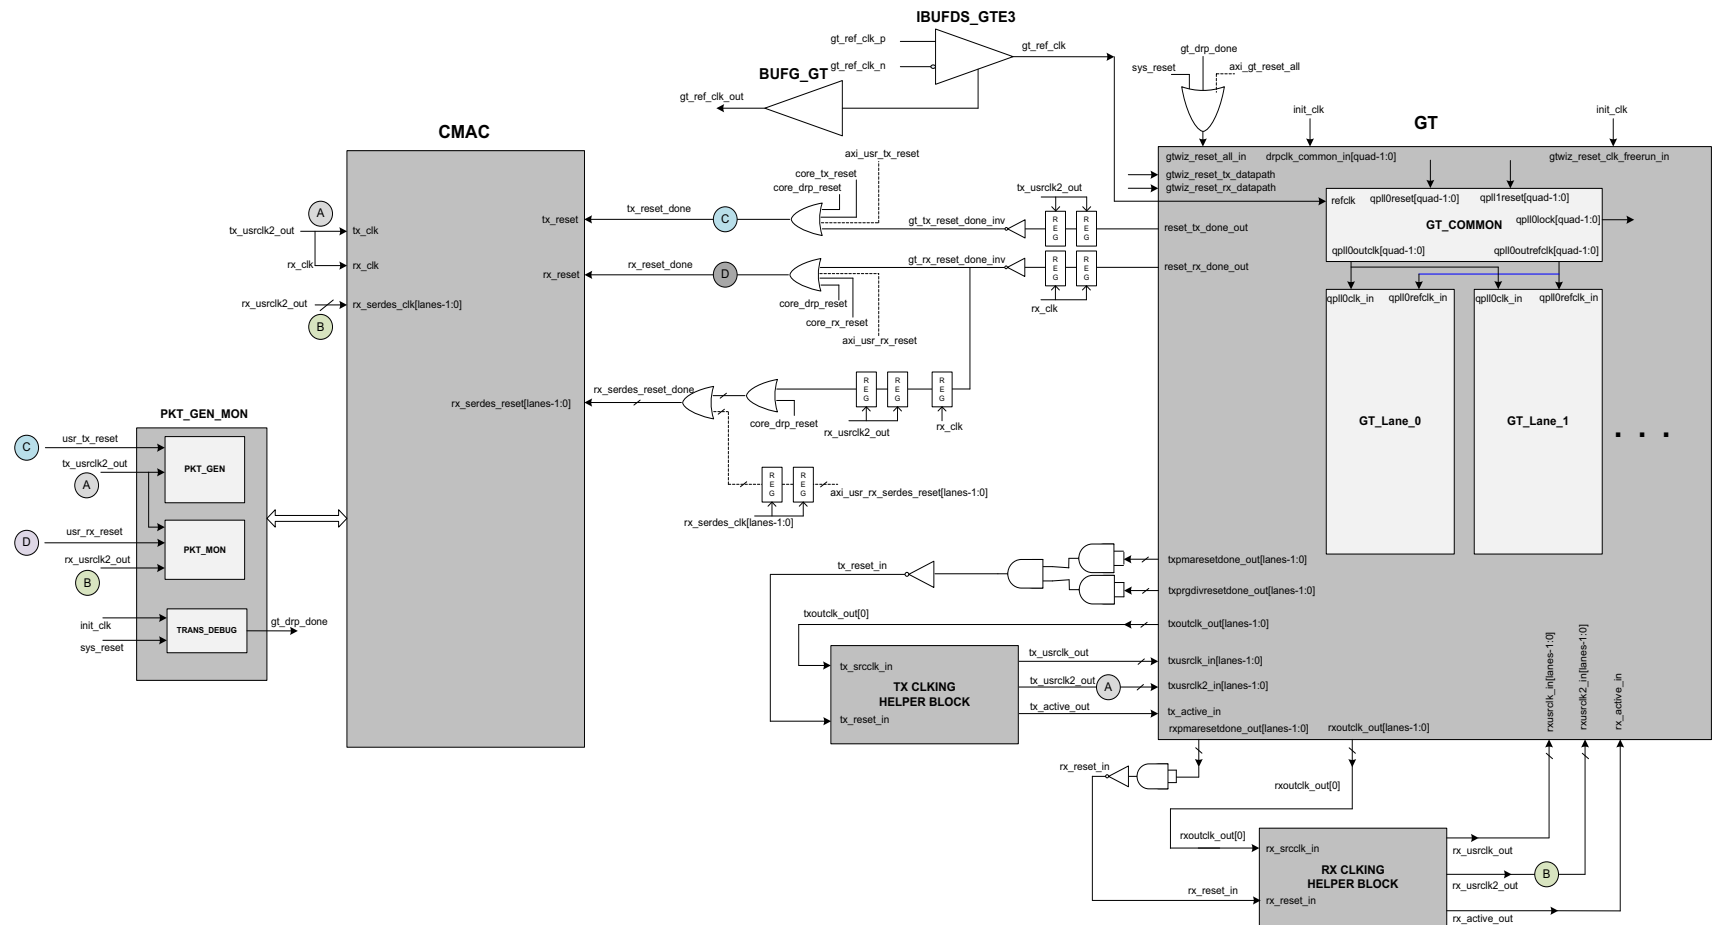 IBUFDS_GTE3
gt_ref_clk_p
gt_ref_clk
gt_ref_clk_n
BUFG_GT
gt_ref_clk_out
gt_drp_done
sys_reset
axi_gt_reset_all
init_clk
init_clk
GT
gtwiz_reset_all_in
drpclk_common_in[quad-1:0]
gtwiz_reset_clk_freerun_in
gtwiz_reset_tx_datapath
gtwiz_reset_rx_datapath
refclk
qpll0reset[quad-1:0]
qpll1reset[quad-1:0]
qpll0lock[quad-1:0]
GT_COMMON
qpll0outclk[quad-1:0]
qpll0outrefclk[quad-1:0]
qpll0clk_in
qpll0refclk_in
qpll0clk_in
qpll0refclk_in
GT_Lane_0
GT_Lane_1
. . .
CMAC
A
tx_usrclk2_out
tx_clk
rx_clk
rx_clk
rx_usrclk2_out
rx_serdes_clk[lanes-1:0]
B
tx_reset
rx_reset
rx_serdes_reset[lanes-1:0]
tx_reset_done
C
axi_usr_tx_reset
core_tx_reset
core_drp_reset
gt_tx_reset_done_inv
tx_usrclk2_out
REG
REG
reset_tx_done_out
rx_reset_done
D
gt_rx_reset_done_inv
REG
REG
reset_rx_done_out
rx_clk
core_drp_reset
core_rx_reset
axi_usr_rx_reset
rx_serdes_reset_done
core_drp_reset
REG
REG
REG
rx_usrclk2_out
rx_clk
REG
REG
axi_usr_rx_serdes_reset[lanes-1:0]
rx_serdes_clk[lanes-1:0]
PKT_GEN_MON
C
usr_tx_reset
tx_usrclk2_out
A
PKT_GEN
D
usr_rx_reset
rx_usrclk2_out
B
PKT_MON
init_clk
sys_reset
TRANS_DEBUG
gt_drp_done
tx_reset_in
txpmaresetdone_out[lanes-1:0]
txprgdivresetdone_out[lanes-1:0]
txoutclk_out[0]
txoutclk_out[lanes-1:0]
tx_srcclk_in
TX CLKING
HELPER BLOCK
tx_reset_in
tx_usrclk_out
txusrclk_in[lanes-1:0]
tx_usrclk2_out
A
txusrclk2_in[lanes-1:0]
tx_active_out
tx_active_in
rxpmaresetdone_out[lanes-1:0]
rxoutclk_out[lanes-1:0]
rxusrclk_in[lanes-1:0]
rxusrclk2_in[lanes-1:0]
rx_active_in
rx_reset_in
rxoutclk_out[0]
rxoutclk_out[0]
rx_srcclk_in
RX CLKING
HELPER BLOCK
rx_reset_in
rx_reset_in
rx_usrclk_out
rx_usrclk2_out
B
rx_active_out